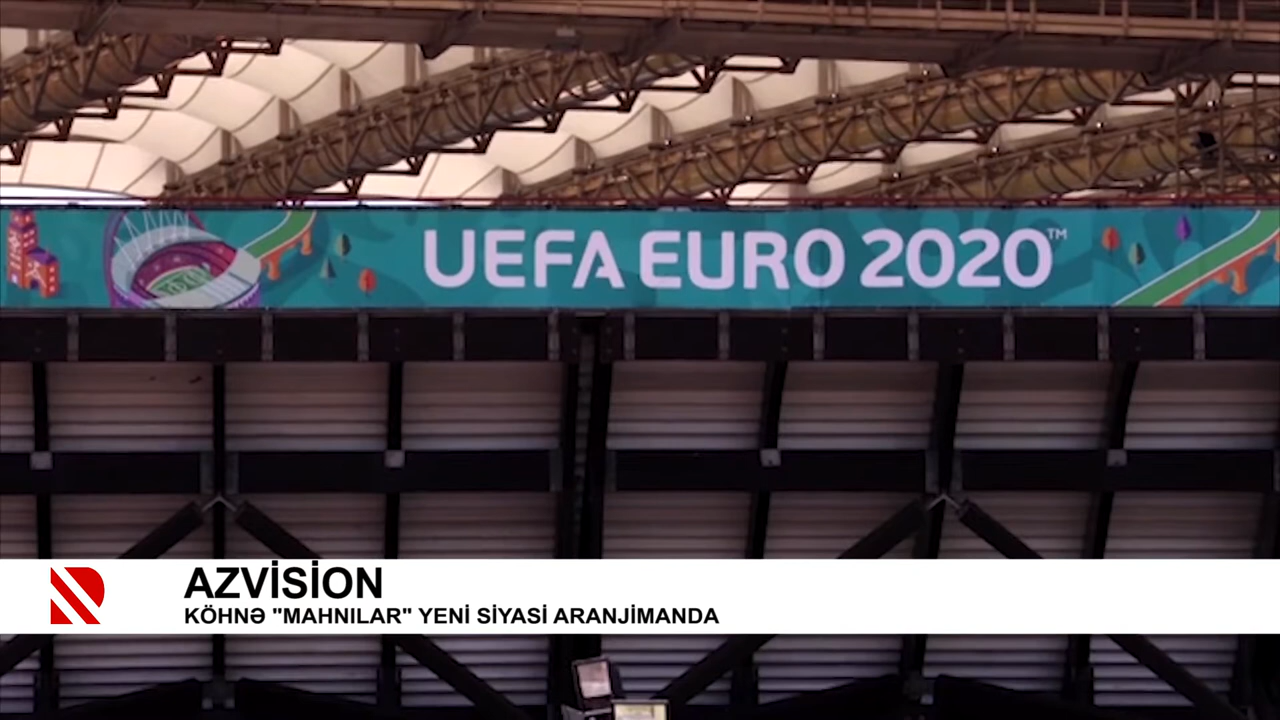 UEFA EURO 2020™
AZVİSİON
KÖHNƏ "MAHNILAR" YENİ SİYASİ ARANJİMANDA